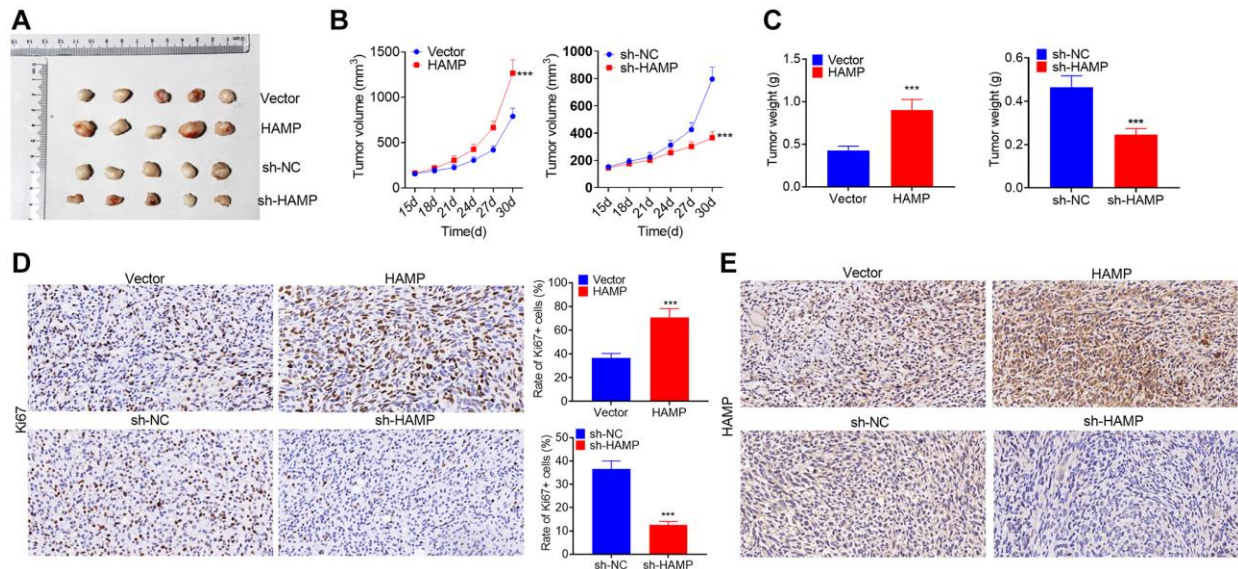 A
Vector
HAMP
sh-NC
sh-HAMP
B
Vector
HAMP
Tumor volume (mm3)
1500
1000
500
0
***
15d
18d
21d
24d
27d
30d
Time(d)
sh-NC
sh-HAMP
Tumor volume (mm3)
1000
800
600
400
200
0
***
15d
18d
21d
24d
27d
30d
Time(d)
C
Vector
HAMP
Tumor weight (g)
1.5
1.0
0.5
0.0
***
Vector
HAMP
sh-NC
sh-HAMP
Tumor weight (g)
0.6
0.4
0.2
0.0
***
sh-NC
sh-HAMP
D
Vector
HAMP
Ki67
sh-NC
sh-HAMP
Vector
HAMP
Rate of Ki67+ cells (%)
100
80
60
40
20
0
***
Vector
HAMP
sh-NC
sh-HAMP
Rate of Ki67+ cells (%)
50
40
30
20
10
0
***
sh-NC
sh-HAMP
E
Vector
HAMP
HAMP
sh-NC
sh-HAMP